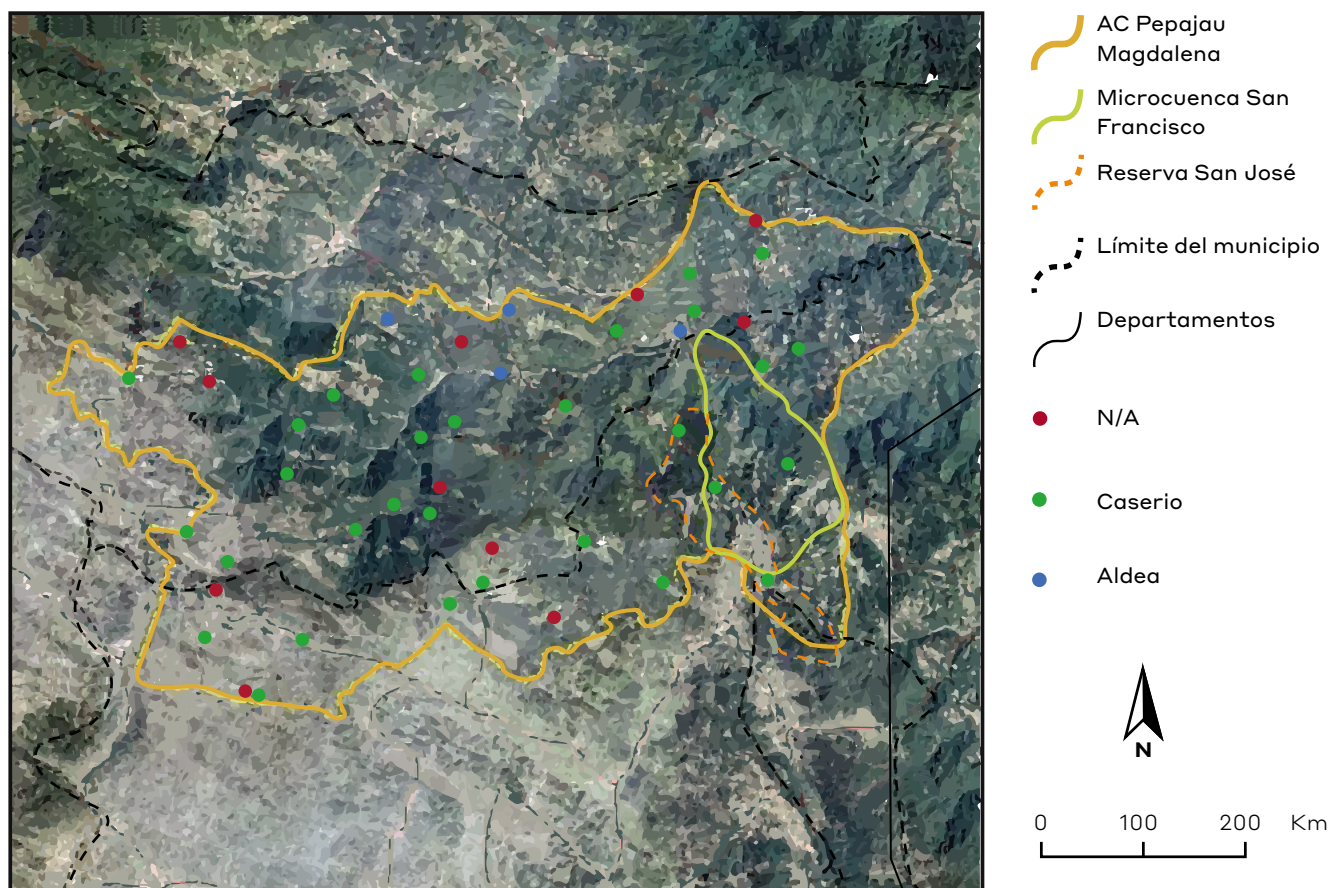 AC Pepajau
Magdalena
Microcuenca San
Francisco
Reserva San José
Límite del municipio
Departamentos
N/A
Caserio
Aldea
N
0 100 200 Km